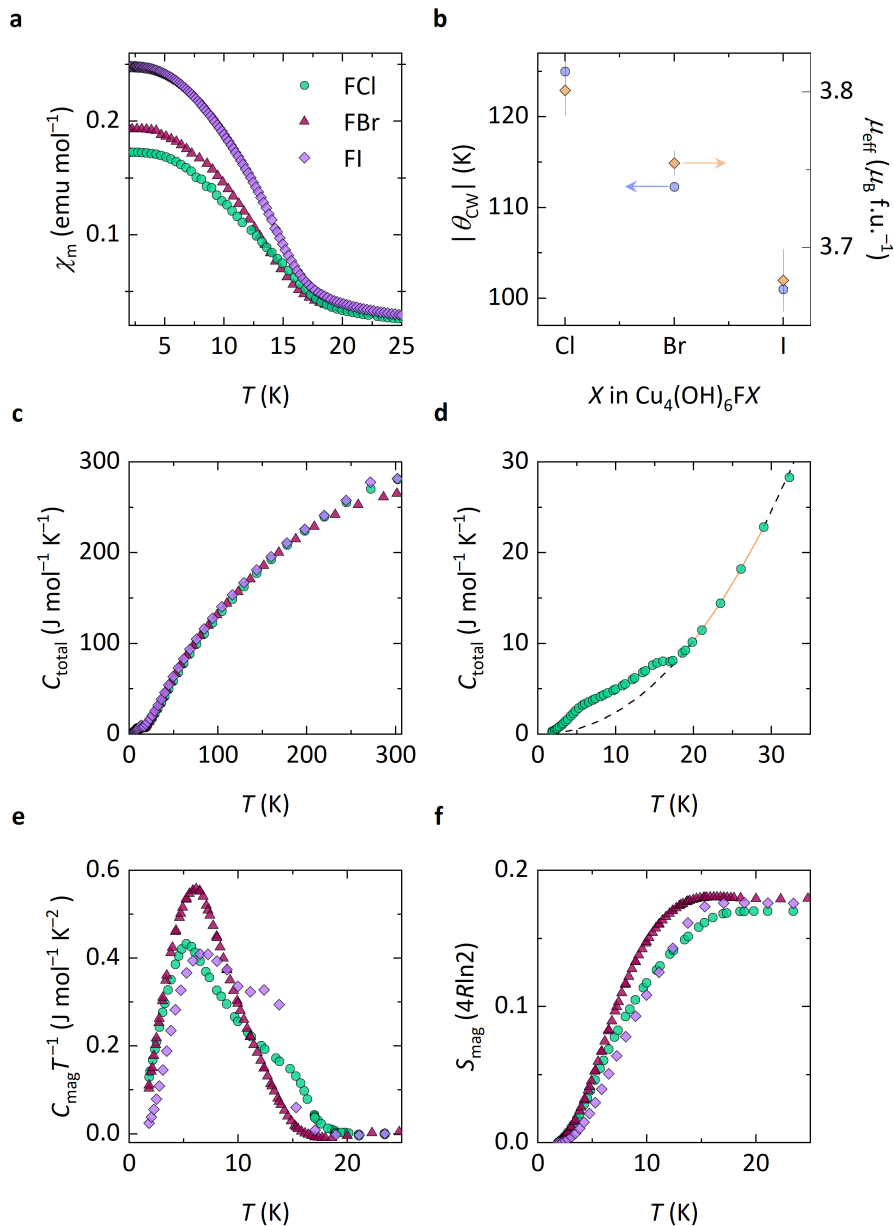 a
χm (emu mol−1)
0.2
0.1
5 10 15 20 25
T (K)
FCl
FBr
FI
b
|θCW| (K)
120
110
100
3.8
3.7
μeff (μB f.u.−1)
Cl Br I
X in Cu4(OH)6FX
c
Ctotal (J mol−1 K−1)
300
200
100
0
0 100 200 300
T (K)
d
Ctotal (J mol−1 K−1)
30
20
10
0
0 10 20 30
T (K)
e
CmagT−1 (J mol−1 K−2)
0.6
0.4
0.2
0.0
0 10 20
T (K)
f
Smag (4Rln2)
0.2
0.1
0.0
0 10 20
T (K)